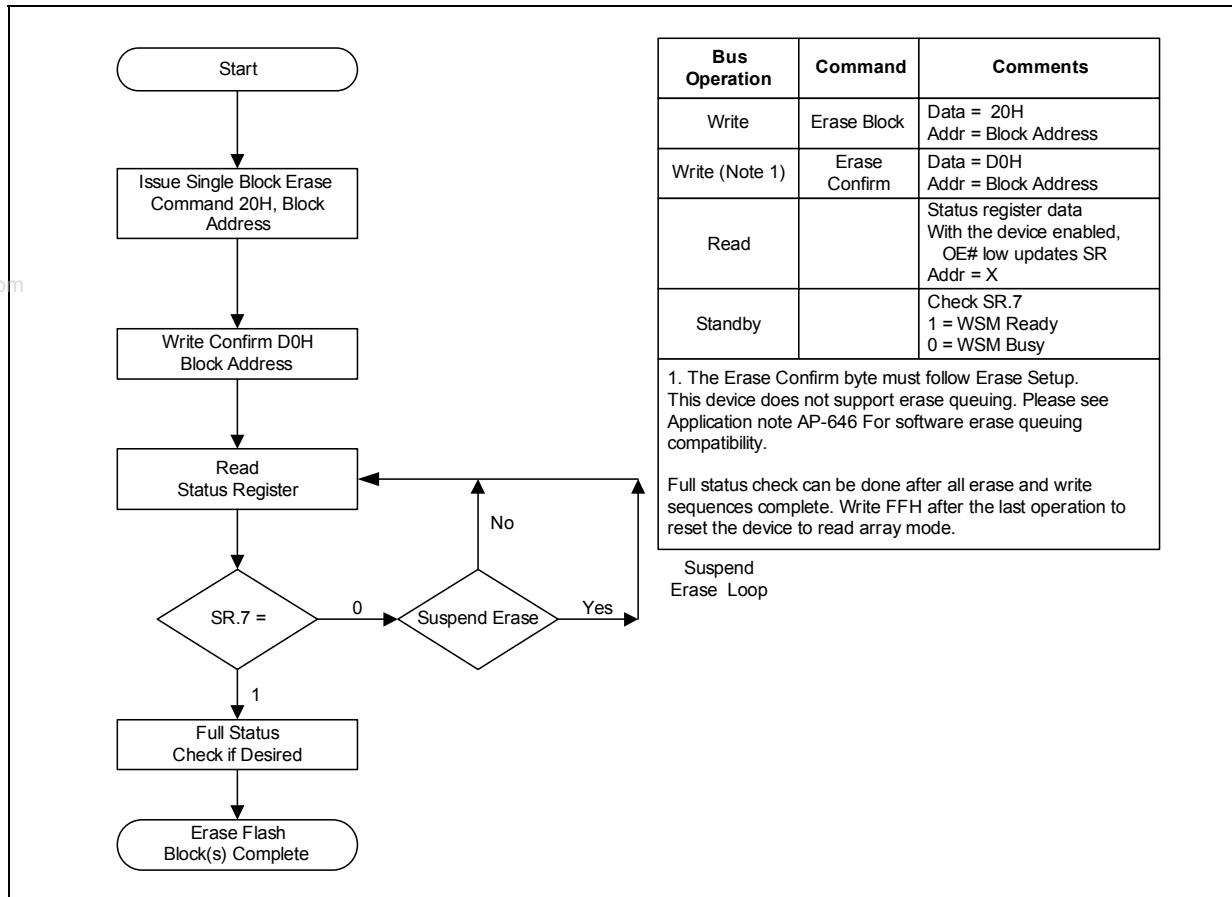 Start
Issue Single Block Erase
Command 20H, Block
Address
Write Confirm D0H
Block Address
Read
Status Register
No
Suspend
Erase Loop
SR.7 =
0
Suspend Erase
Yes
1
Full Status
Check if Desired
Erase Flash
Block(s) Complete
Bus
Operation
Command
Comments
Write
Erase Block
Data = 20H
Addr = Block Address
Write (Note 1)
Erase
Confirm
Data = D0H
Addr = Block Address
Read
Status register data
With the device enabled,
OE# low updates SR
Addr = X
Standby
Check SR.7
1 = WSM Ready
0 = WSM Busy
1. The Erase Confirm byte must follow Erase Setup.
This device does not support erase queuing. Please see
Application note AP-646 For software erase queuing
compatibility.
Full status check can be done after all erase and write
sequences complete. Write FFH after the last operation to
reset the device to read array mode.
om